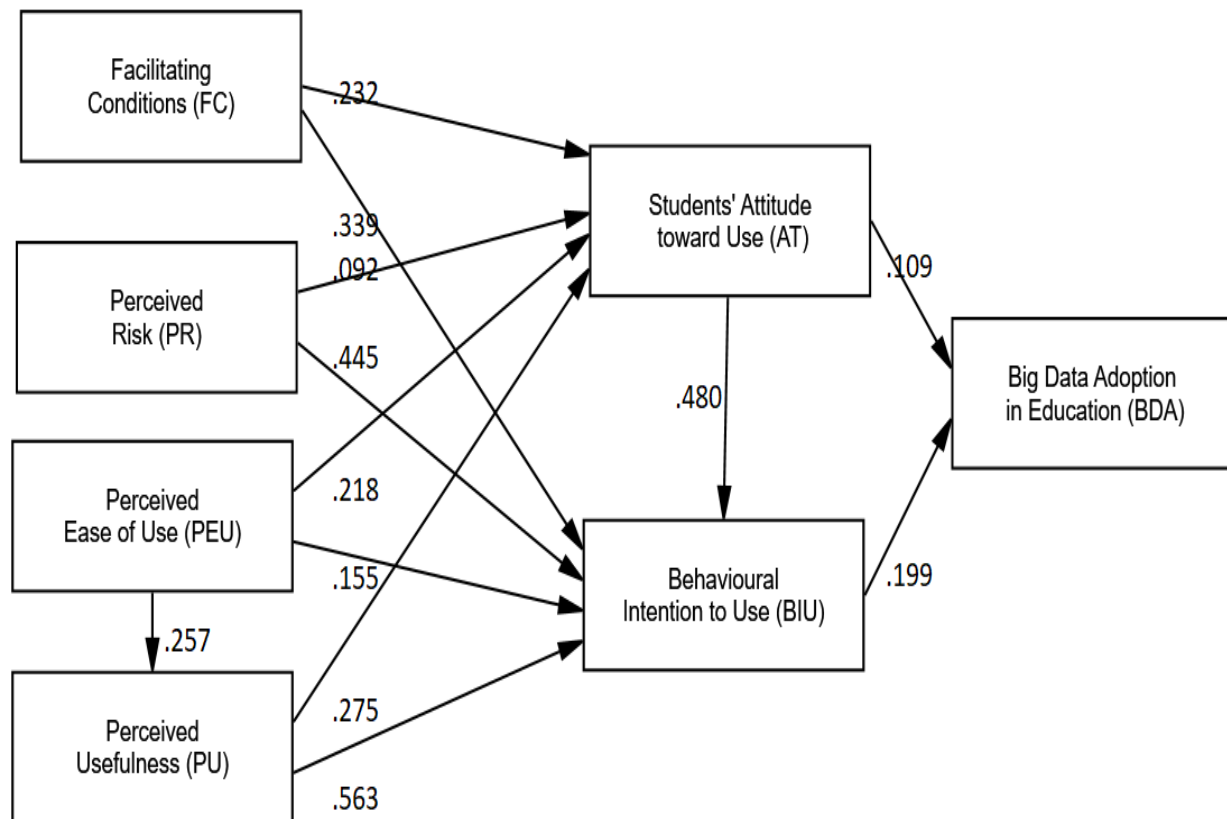 Facilitating
Conditions (FC)
.232
Students' Attitude
toward Use (AT)
.339
.092
.109
Perceived
Risk (PR)
.445
.480
Big Data Adoption
in Education (BDA)
Perceived
Ease of Use (PEU)
.218
.155
Behavioural
Intention to Use (BIU)
.199
.257
Perceived
Usefulness (PU)
.275
.563